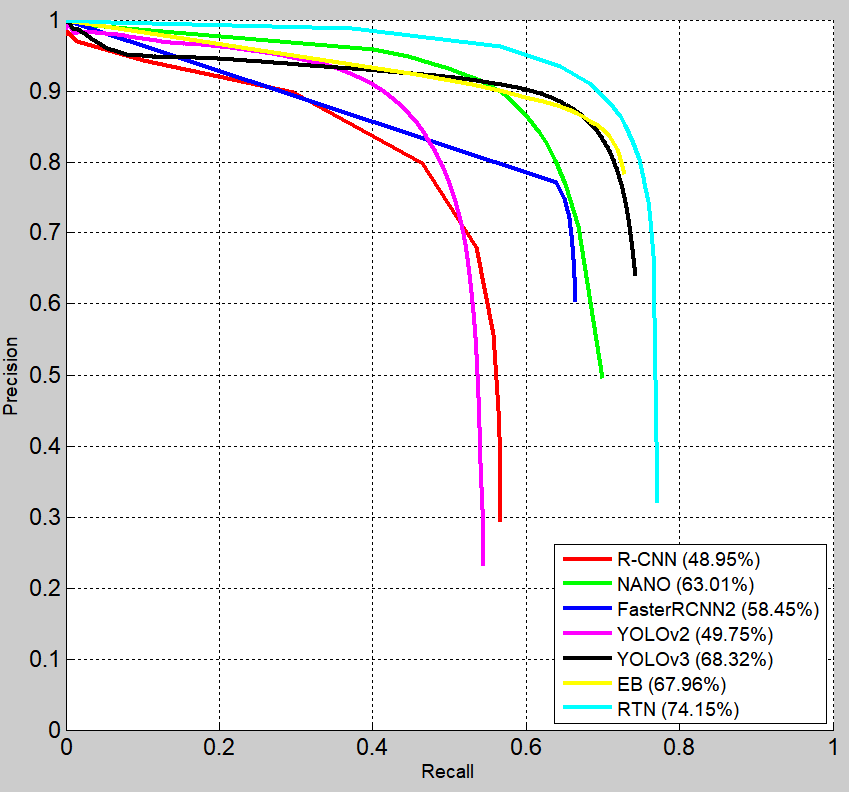 1
0.9
0.8
0.7
0.6
0.5
0.4
0.3
0.2
0.1
0
Precision
R-CNN (48.95%)
NANO (63.01%)
FasterRCNN2 (58.45%)
YOLOv2 (49.75%)
YOLOv3 (68.32%)
EB (67.96%)
RTN (74.15%)
0 0.2 0.4 0.6 0.8 1
Recall